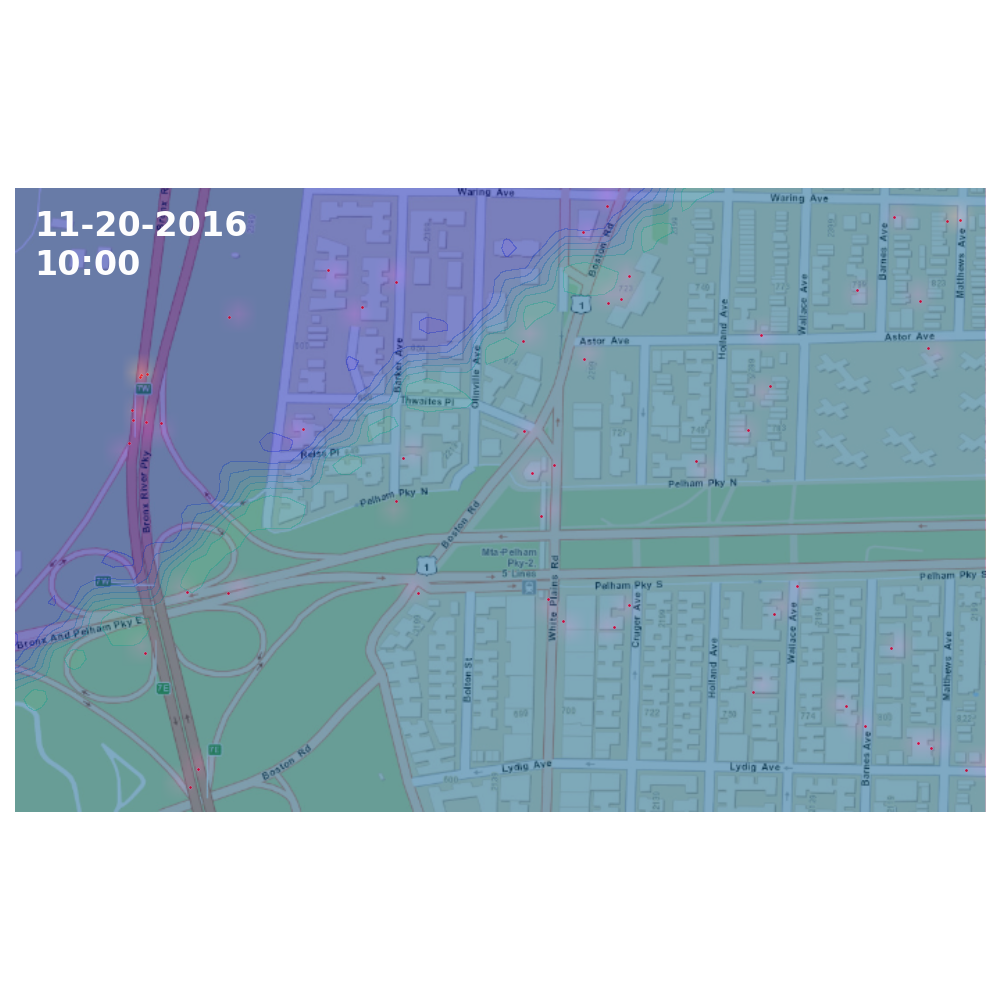 11-20-2016
10:00
Waring Ave
Waring Ave
Boston Rd
Barnes Ave
Matthews Ave
1
Wallace Ave
Holland Ave
Astor Ave
Astor Ave
Barker Ave
Olinville Ave
7W
Thwaites Pl
Reiss Pl
Pelham Pky N
Pelham Pky N
Bronx River Pky
Boston Rd
Mta-Pelham
Pky-2,
5 Lines
1
White Plains Rd
7W
Pelham Pky S
Pelham Pky S
Bronx And Pelham Pky E
Cruger Ave
Wallace Ave
Holland Ave
Matthews Ave
Bolton St
7E
7E
Barnes Ave
Boston Rd
Lydig Ave
Lydig Ave